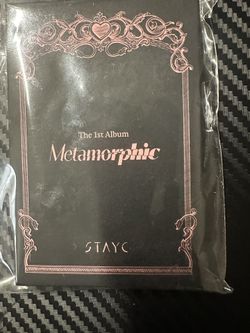 The 1st Album
Metamorphic
STAYC